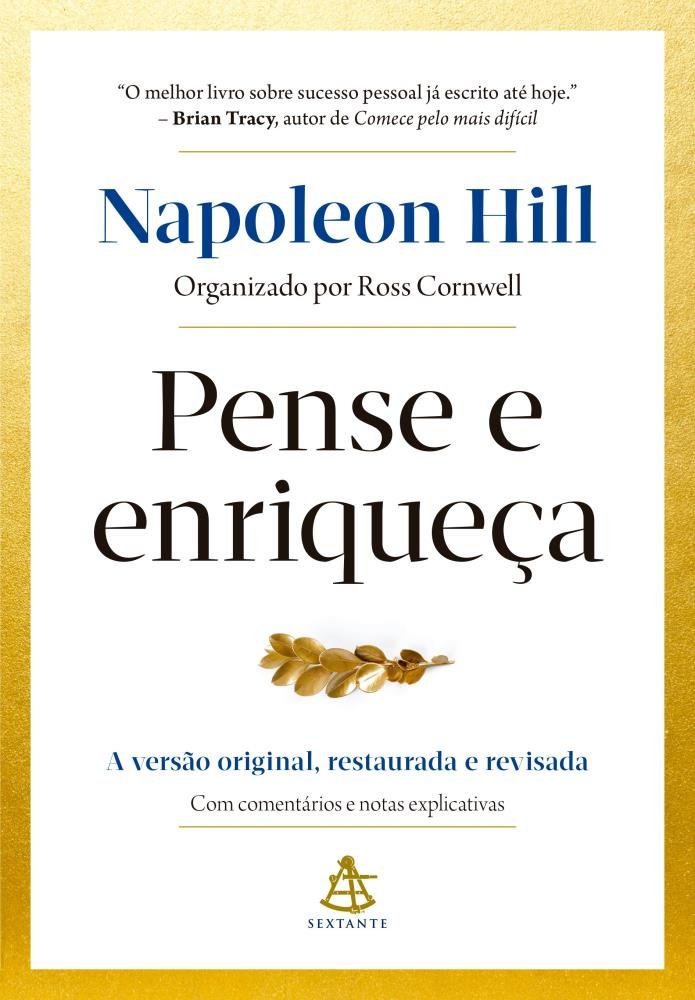 “O melhor livro sobre sucesso pessoal já escrito até hoje.”
– Brian Tracy, autor de Comece pelo mais difícil
Napoleon Hill
Organizado por Ross Cornwell
Pense e
enriqueça
A versão original, restaurada e revisada
Com comentários e notas explicativas
SEXTANTE